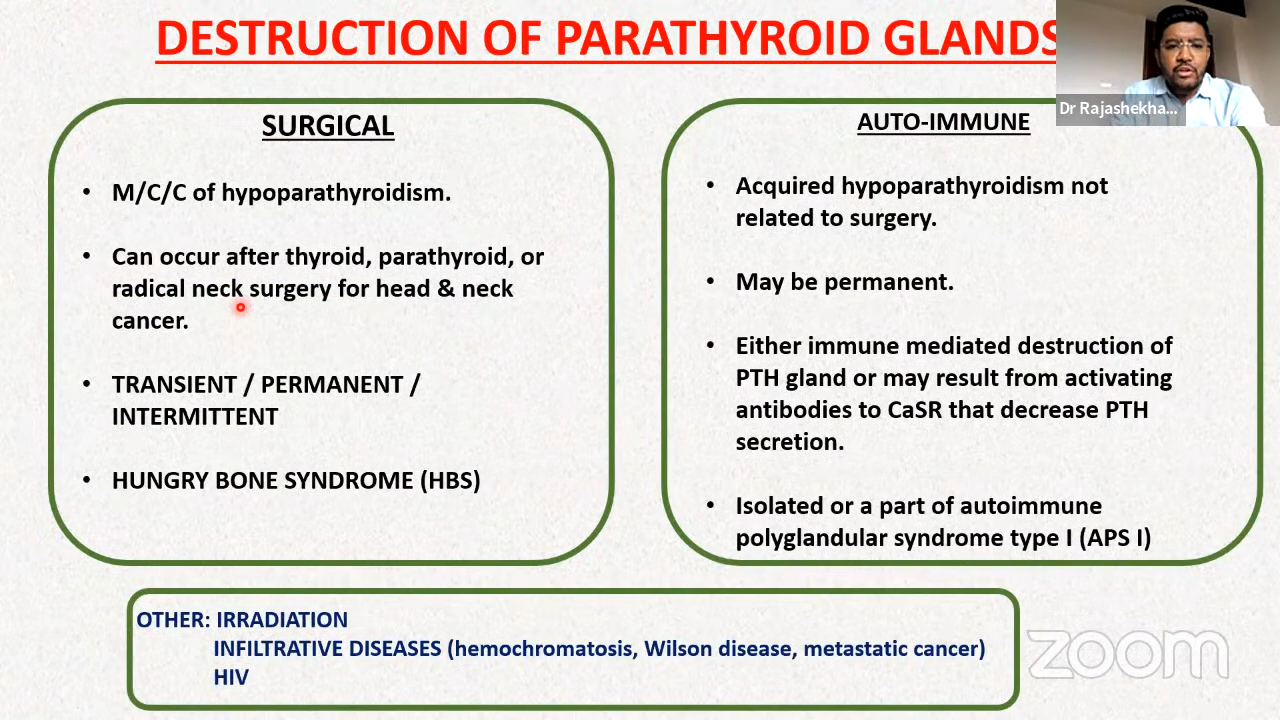 DESTRUCTION OF PARATHYROID GLANDS
Dr Rajashekha...
SURGICAL
• M/C/C of hypoparathyroidism.
• Can occur after thyroid, parathyroid, or
radical neck surgery for head & neck
cancer.
• TRANSIENT / PERMANENT /
INTERMITTENT
• HUNGRY BONE SYNDROME (HBS)
AUTO-IMMUNE
• Acquired hypoparathyroidism not
related to surgery.
• May be permanent.
• Either immune mediated destruction of
PTH gland or may result from activating
antibodies to CaSR that decrease PTH
secretion.
• Isolated or a part of autoimmune
polyglandular syndrome type I (APS I)
OTHER: IRRADIATION
INFILTRATIVE DISEASES (hemochromatosis, Wilson disease, metastatic cancer)
HIV
zoom